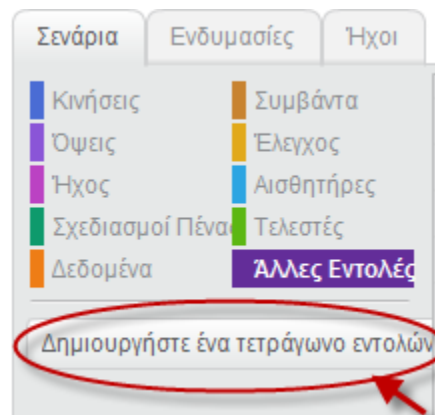 Σενάρια Ενδυμασίες Ήχοι
Κινήσεις Συμβάντα
Όψεις Έλεγχος
Ήχος Αισθητήρες
Σχεδιασμοί Πένας Τελεστές
Δεδομένα Άλλες Εντολές
Δημιουργήστε ένα τετράγωνο εντολών